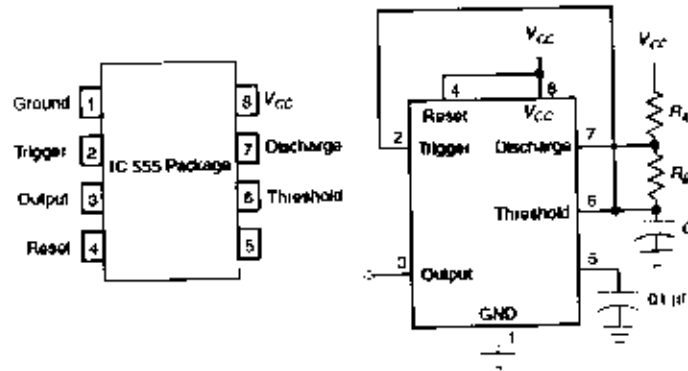 Ground 1
Trigger 2
Output 3
Reset 4
IC 555 Package
8 VCC
7 Discharge
6 Threshold
5
VCC
VCC
4
8
Reset
VCC
2
Trigger
Discharge
7
Threshold
6
3
Output
5
GND
1